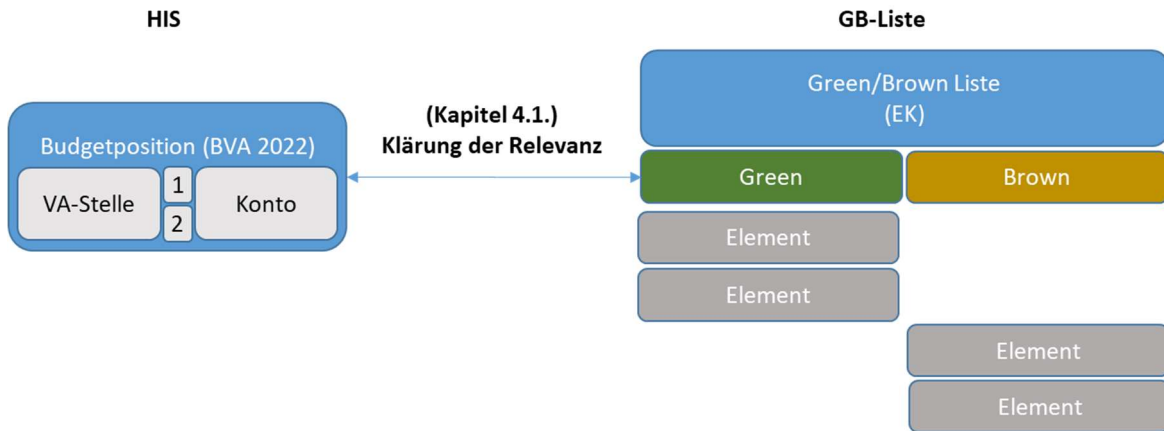 HIS
GB-Liste
Green/Brown Liste
(EK)
(Kapitel 4.1.)
Klärung der Relevanz
Budgetposition (BVA 2022)
VA-Stelle
1
2
Konto
Green
Brown
Element
Element
Element
Element